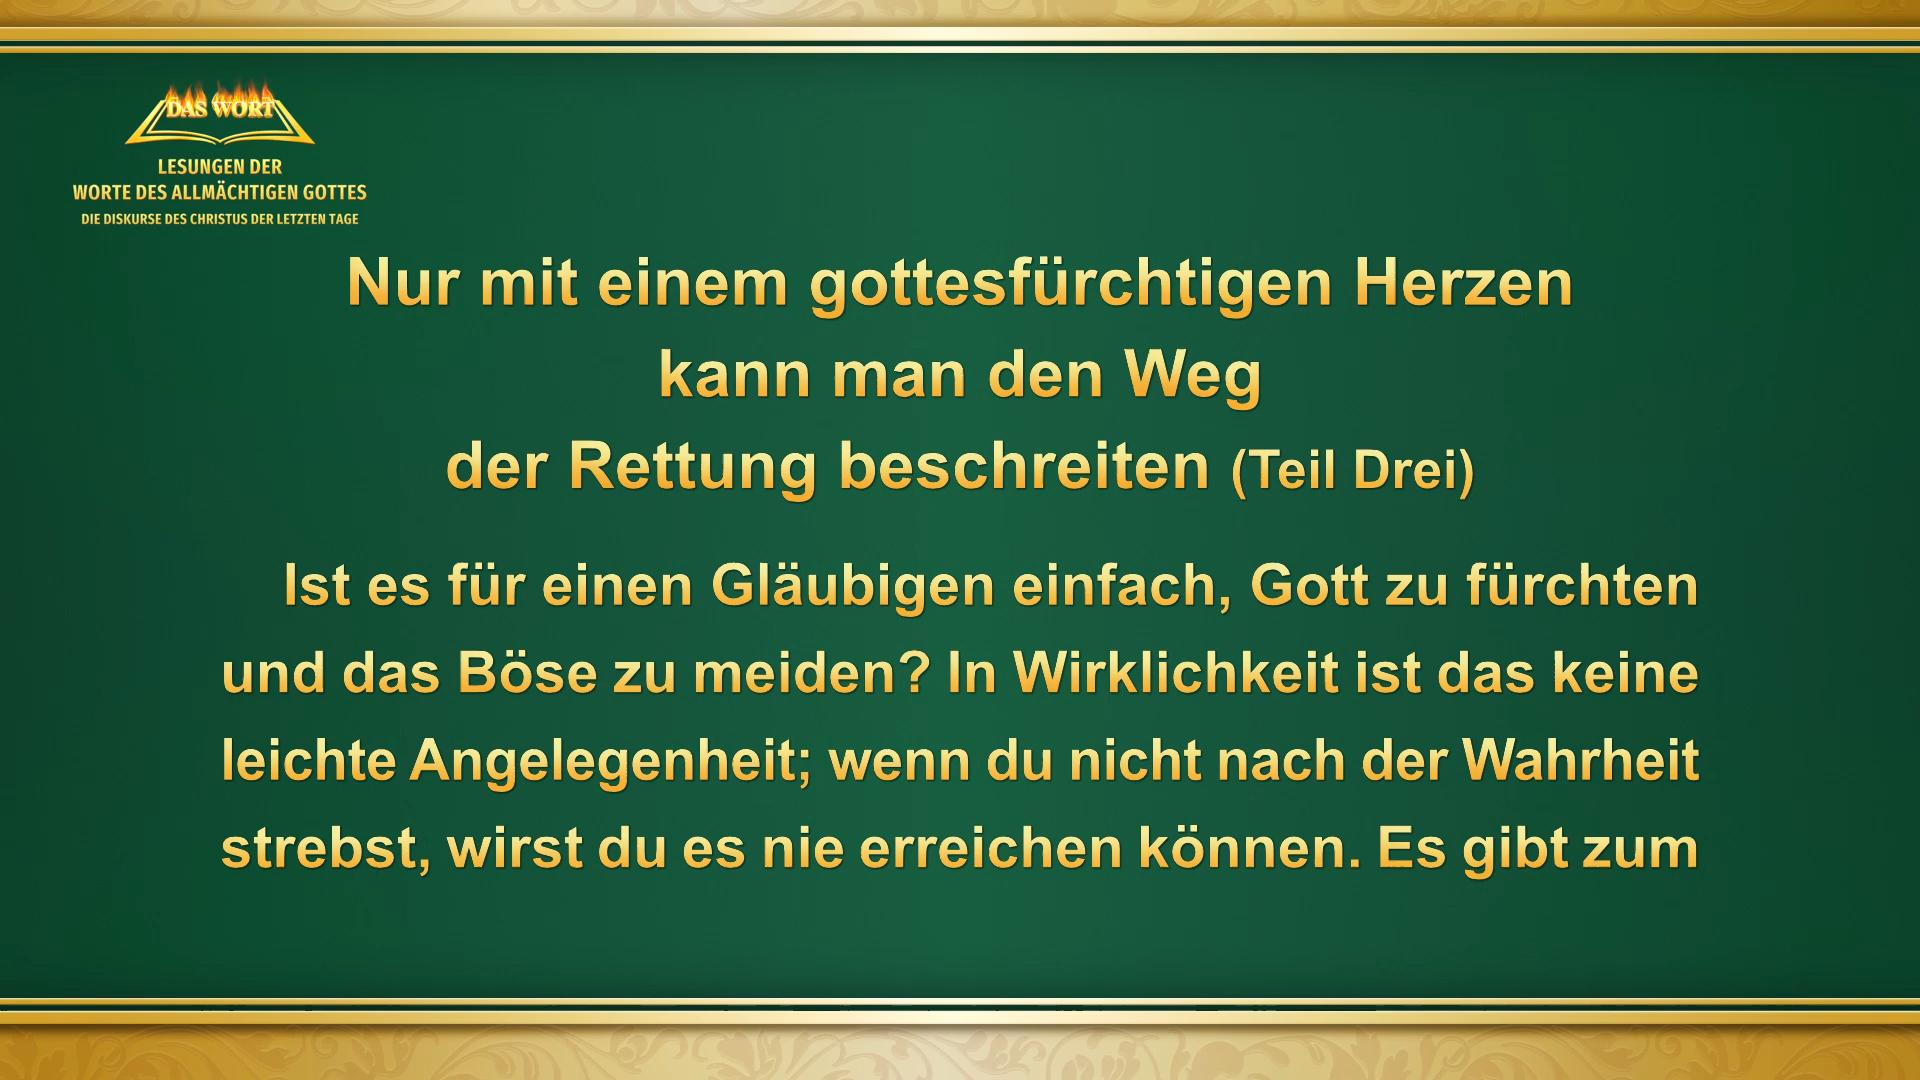 DAS WORT
LESUNGEN DER
WORTE DES ALLMÄCHTIGEN GOTTES
DIE DISKURSE DES CHRISTUS DER LETZTEN TAGE
Nur mit einem gottesfürchtigen Herzen
kann man den Weg
der Rettung beschreiten (Teil Drei)
Ist es für einen Gläubigen einfach, Gott zu fürchten
und das Böse zu meiden? In Wirklichkeit ist das keine
leichte Angelegenheit; wenn du nicht nach der Wahrheit
strebst, wirst du es nie erreichen können. Es gibt zum